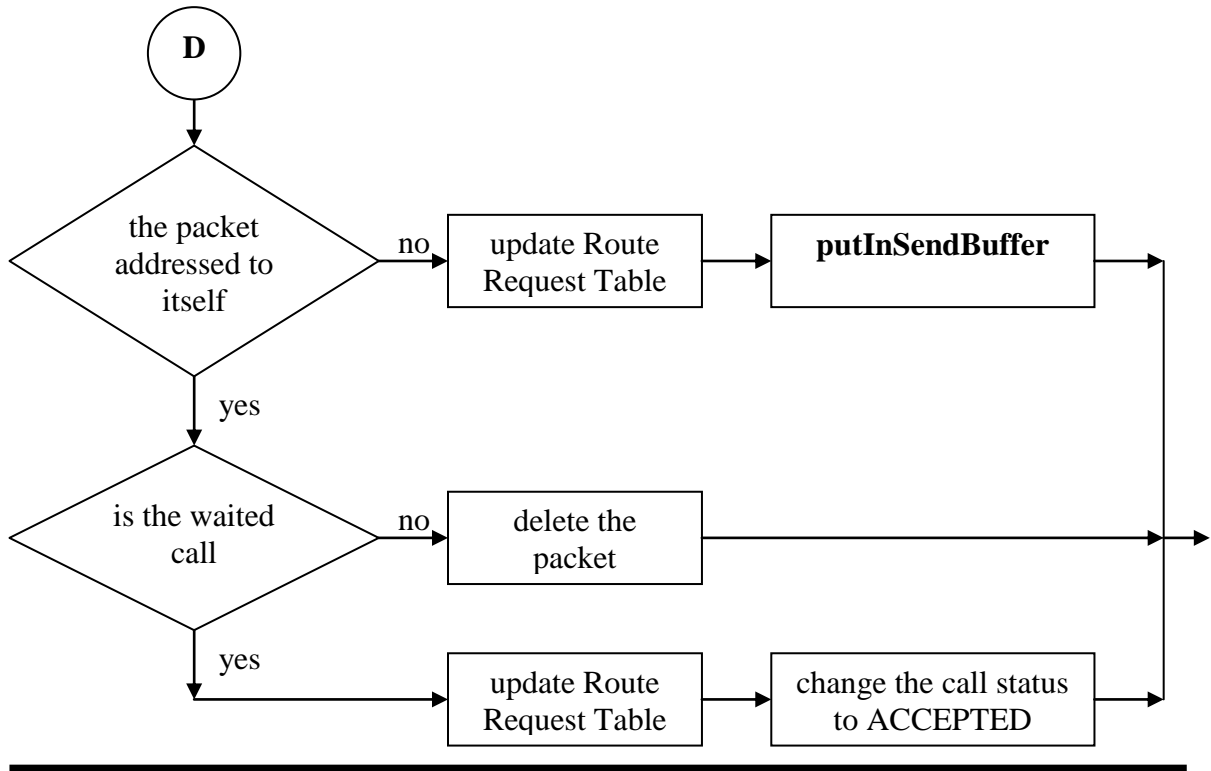 D
the packet
addressed to
itself
no
update Route
Request Table
putInSendBuffer
yes
is the waited
call
no
delete the
packet
yes
update Route
Request Table
change the call status
to ACCEPTED